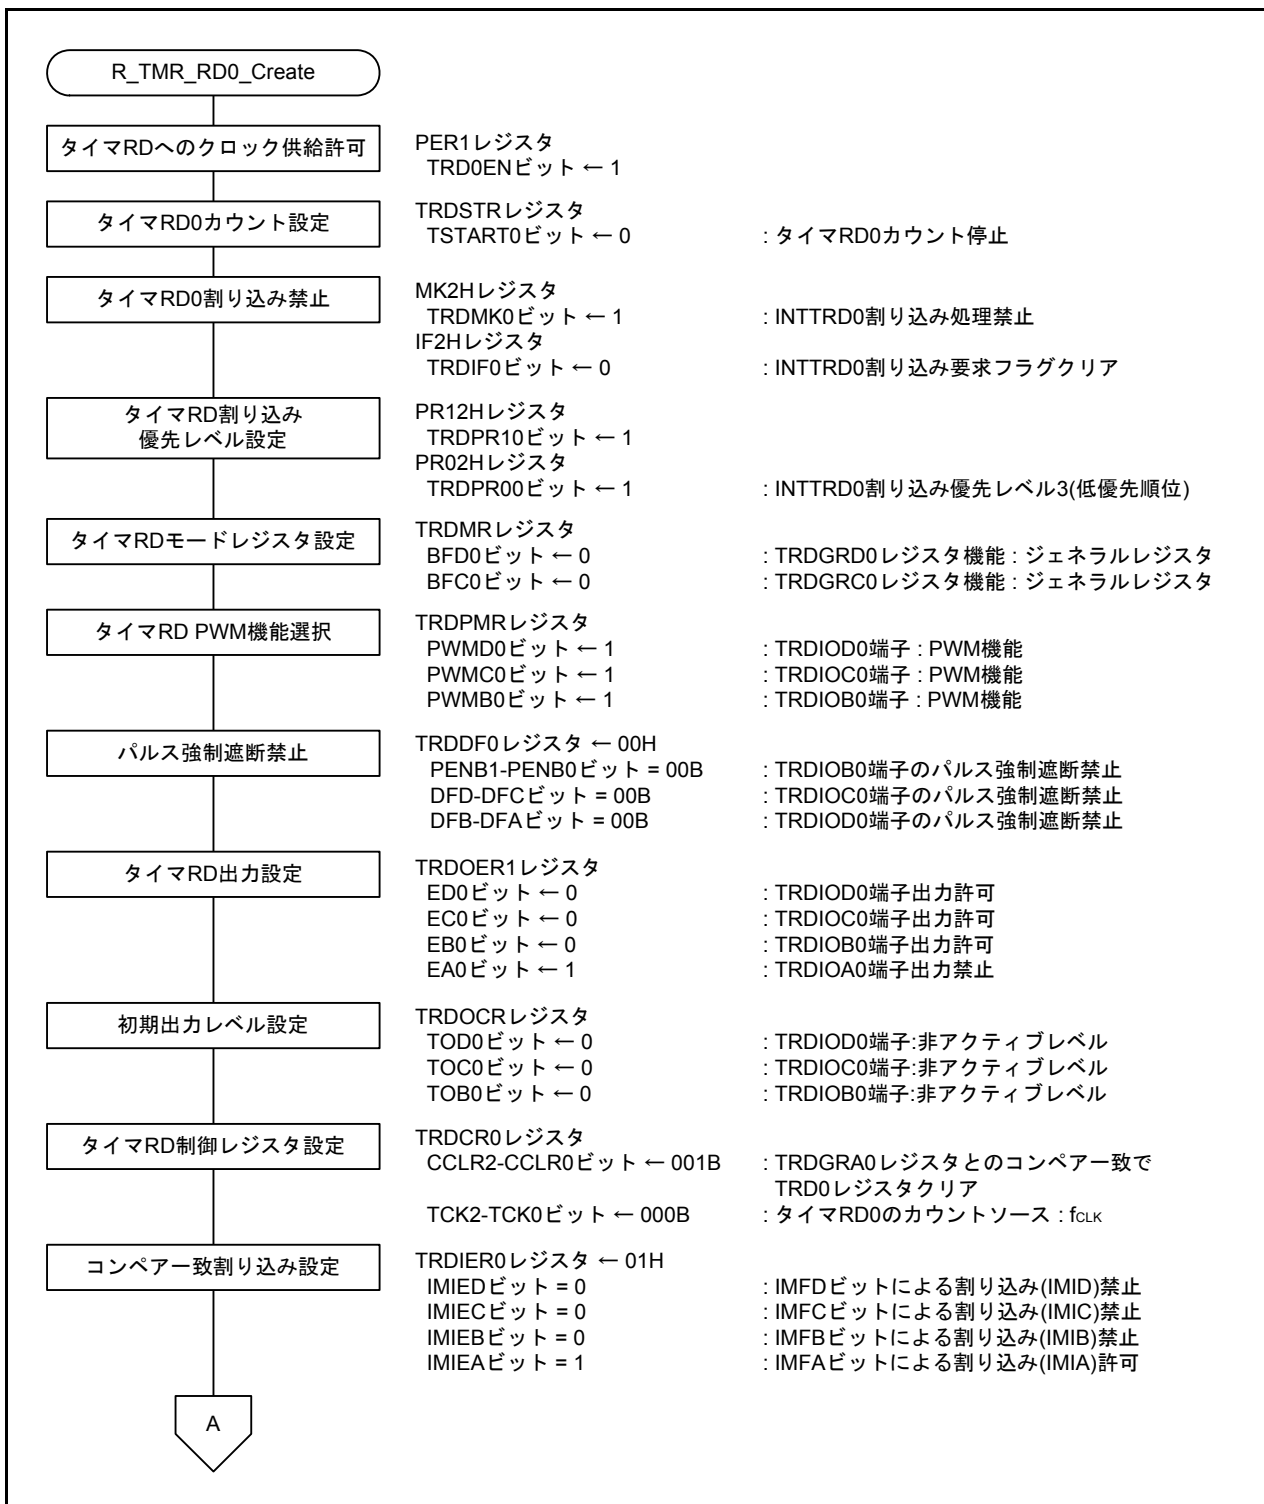 R_TMR_RD0_Create
タイマRDへのクロック供給許可
PER1レジスタ
TRD0ENビット ← 1
タイマRD0カウント設定
TRDSTRレジスタ
TSTART0ビット ← 0 : タイマRD0カウント停止
タイマRD0割り込み禁止
MK2Hレジスタ
TRDMK0ビット ← 1 : INTTRD0割り込み処理禁止
IF2Hレジスタ
TRDIF0ビット ← 0 : INTTRD0割り込み要求フラグクリア
タイマRD割り込み
優先レベル設定
PR12Hレジスタ
TRDPR10ビット ← 1
PR02Hレジスタ
TRDPR00ビット ← 1 : INTTRD0割り込み優先レベル3(低優先順位)
タイマRDモードレジスタ設定
TRDMRレジスタ
BFD0ビット ← 0 : TRDGRD0レジスタ機能 : ジェネラルレジスタ
BFC0ビット ← 0 : TRDGRC0レジスタ機能 : ジェネラルレジスタ
タイマRD PWM機能選択
TRDPMRレジスタ
PWMD0ビット ← 1 : TRDIOD0端子 : PWM機能
PWMC0ビット ← 1 : TRDIOC0端子 : PWM機能
PWMB0ビット ← 1 : TRDIOB0端子 : PWM機能
パルス強制遮断禁止
TRDDF0レジスタ ← 00H
PENB1-PENB0ビット = 00B : TRDIOB0端子のパルス強制遮断禁止
DFD-DFCビット = 00B : TRDIOC0端子のパルス強制遮断禁止
DFB-DFAビット = 00B : TRDIOD0端子のパルス強制遮断禁止
タイマRD出力設定
TRDOER1レジスタ
ED0ビット ← 0 : TRDIOD0端子出力許可
EC0ビット ← 0 : TRDIOC0端子出力許可
EB0ビット ← 0 : TRDIOB0端子出力許可
EA0ビット ← 1 : TRDIOA0端子出力禁止
初期出力レベル設定
TRDOCRレジスタ
TOD0ビット ← 0 : TRDIOD0端子:非アクティブレベル
TOC0ビット ← 0 : TRDIOC0端子:非アクティブレベル
TOB0ビット ← 0 : TRDIOB0端子:非アクティブレベル
タイマRD制御レジスタ設定
TRDCR0レジスタ
CCLR2-CCLR0ビット ← 001B : TRDGRA0レジスタとのコンペア一致で
TRD0レジスタクリア
TCK2-TCK0ビット ← 000B : タイマRD0のカウントソース : fCLK
コンペア一致割り込み設定
TRDIER0レジスタ ← 01H
IMIEDビット = 0 : IMFDビットによる割り込み(IMID)禁止
IMIECビット = 0 : IMFCビットによる割り込み(IMIC)禁止
IMIEBビット = 0 : IMFBビットによる割り込み(IMIB)禁止
IMIEAビット = 1 : IMFAビットによる割り込み(IMIA)許可
A